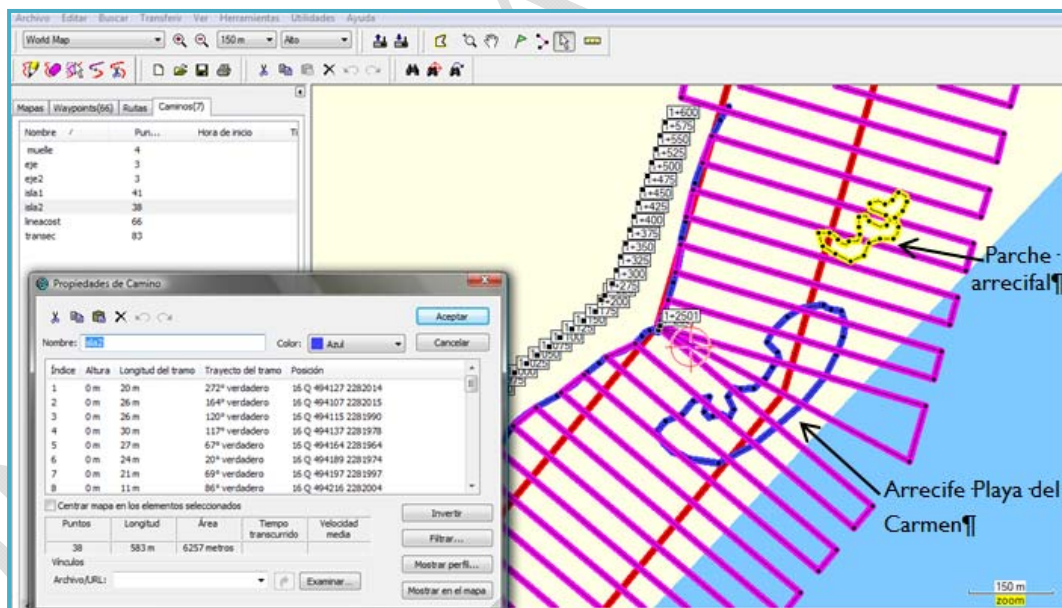 Archivo Editar Buscar Transferir Ver Herramientas Utilidades Ayuda
World Map 150 m Alto
Mapas Waypoints(66) Rutas Caminos(7)
Nombre / Pun... Hora de inicio
muelle 4
eje 3
eje2 3
isla1 41
isla2 38
lineacost 66
transec 83
1+600
1+575
1+550
1+525
1+500
1+475
1+450
1+425
1+400
1+375
1+350
1+325
1+300
1+2501
Parche
arrecifal¶
Arrecife Playa del
Carmen¶
150 m
zoom
Propiedades de Camino
Aceptar
Nombre: isla2 Color: Azul Cancelar
Índice Altura Longitud del tramo Trayecto del tramo Posición
1 0 m 20 m 272° verdadero 16 Q 494127 2282014
2 0 m 26 m 164° verdadero 16 Q 494107 2282015
3 0 m 26 m 120° verdadero 16 Q 494115 2281990
4 0 m 30 m 117° verdadero 16 Q 494137 2281978
5 0 m 27 m 67° verdadero 16 Q 494164 2281964
6 0 m 24 m 20° verdadero 16 Q 494189 2281974
7 0 m 21 m 69° verdadero 16 Q 494197 2281997
8 0 m 11 m 86° verdadero 16 Q 494216 2282004
Centrar mapa en los elementos seleccionados
Puntos Longitud Área Tiempo transcurrido Velocidad media
38 583 m 6257 metros
Invertir
Filtrar...
Mostrar perfil...
Mostrar en el mapa
Vínculos
Archivo/URL: Examinar...